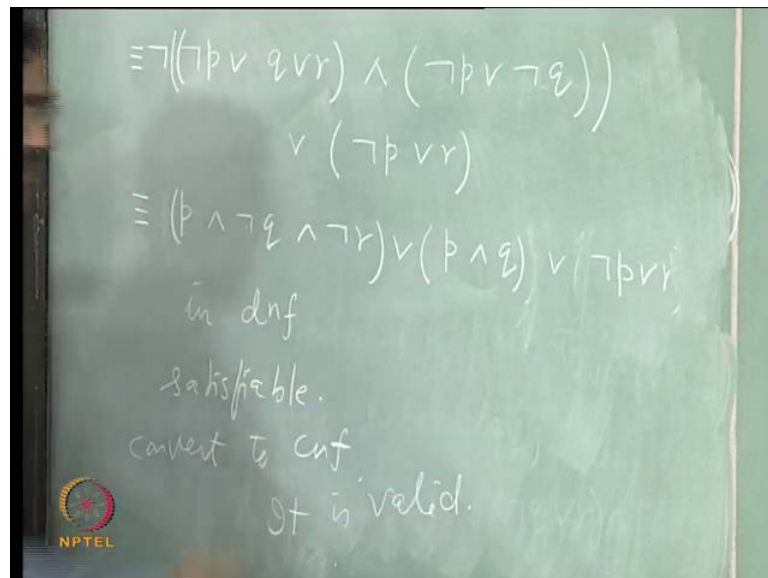 ≡¬((¬p∨ q∨r) ∧ (¬p∨ ¬q))
∨ (¬p ∨r)
≡ (p ∧ ¬q ∧ ¬r)∨(p ∧ q) ∨ ¬p∨r
in dnf
satisfiable.
convert to cnf
It is valid.
NPTEL